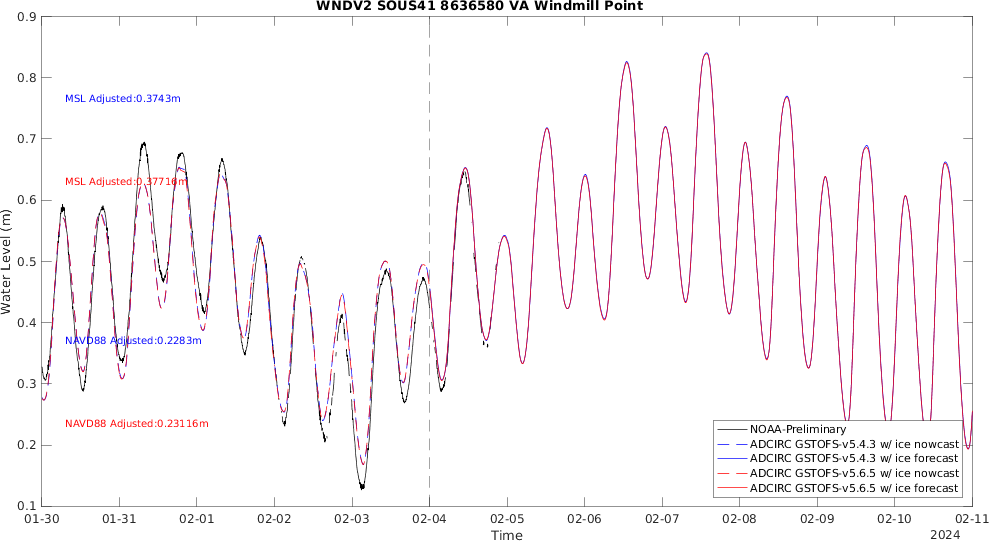 WNDV2 SOUS41 8636580 VA Windmill Point
0.9
0.8
0.7
0.6
0.5
0.4
0.3
0.2
0.1
Water Level (m)
MSL Adjusted:0.3743m
MSL Adjusted:0.37716m
NAVD88 Adjusted:0.2283m
NAVD88 Adjusted:0.23116m
NOAA-Preliminary
ADCIRC GSTOFS-v5.4.3 w/ ice nowcast
ADCIRC GSTOFS-v5.4.3 w/ ice forecast
ADCIRC GSTOFS-v5.6.5 w/ ice nowcast
ADCIRC GSTOFS-v5.6.5 w/ ice forecast
01-30 01-31 02-01 02-02 02-03 02-04 02-05 02-06 02-07 02-08 02-09 02-10 02-11
Time
2024